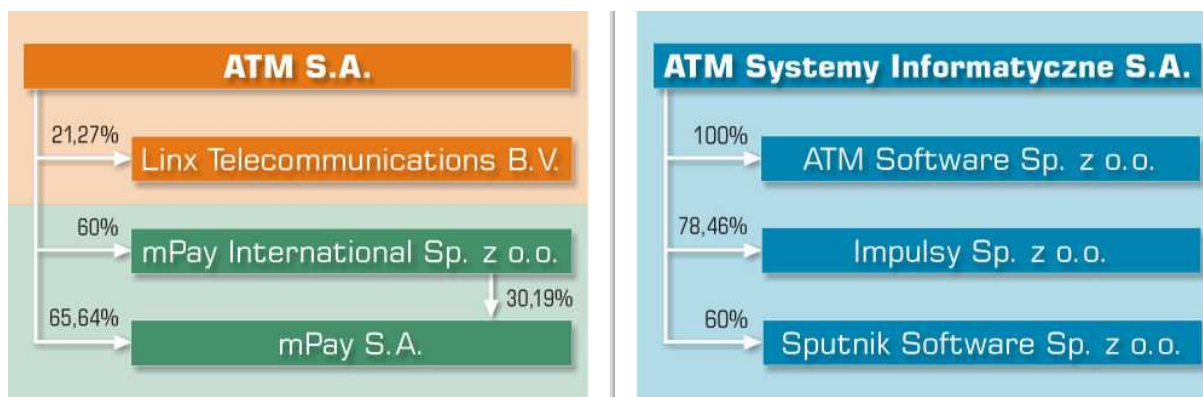 ATM S.A.
21,27%
Linx Telecommunications B.V.
60%
mPay International Sp. z o.o.
30,19%
65,64%
mPay S.A.
ATM Systemy Informatyczne S.A.
100%
ATM Software Sp. z o.o.
78,46%
Impulsy Sp. z o.o.
60%
Sputnik Software Sp. z o.o.